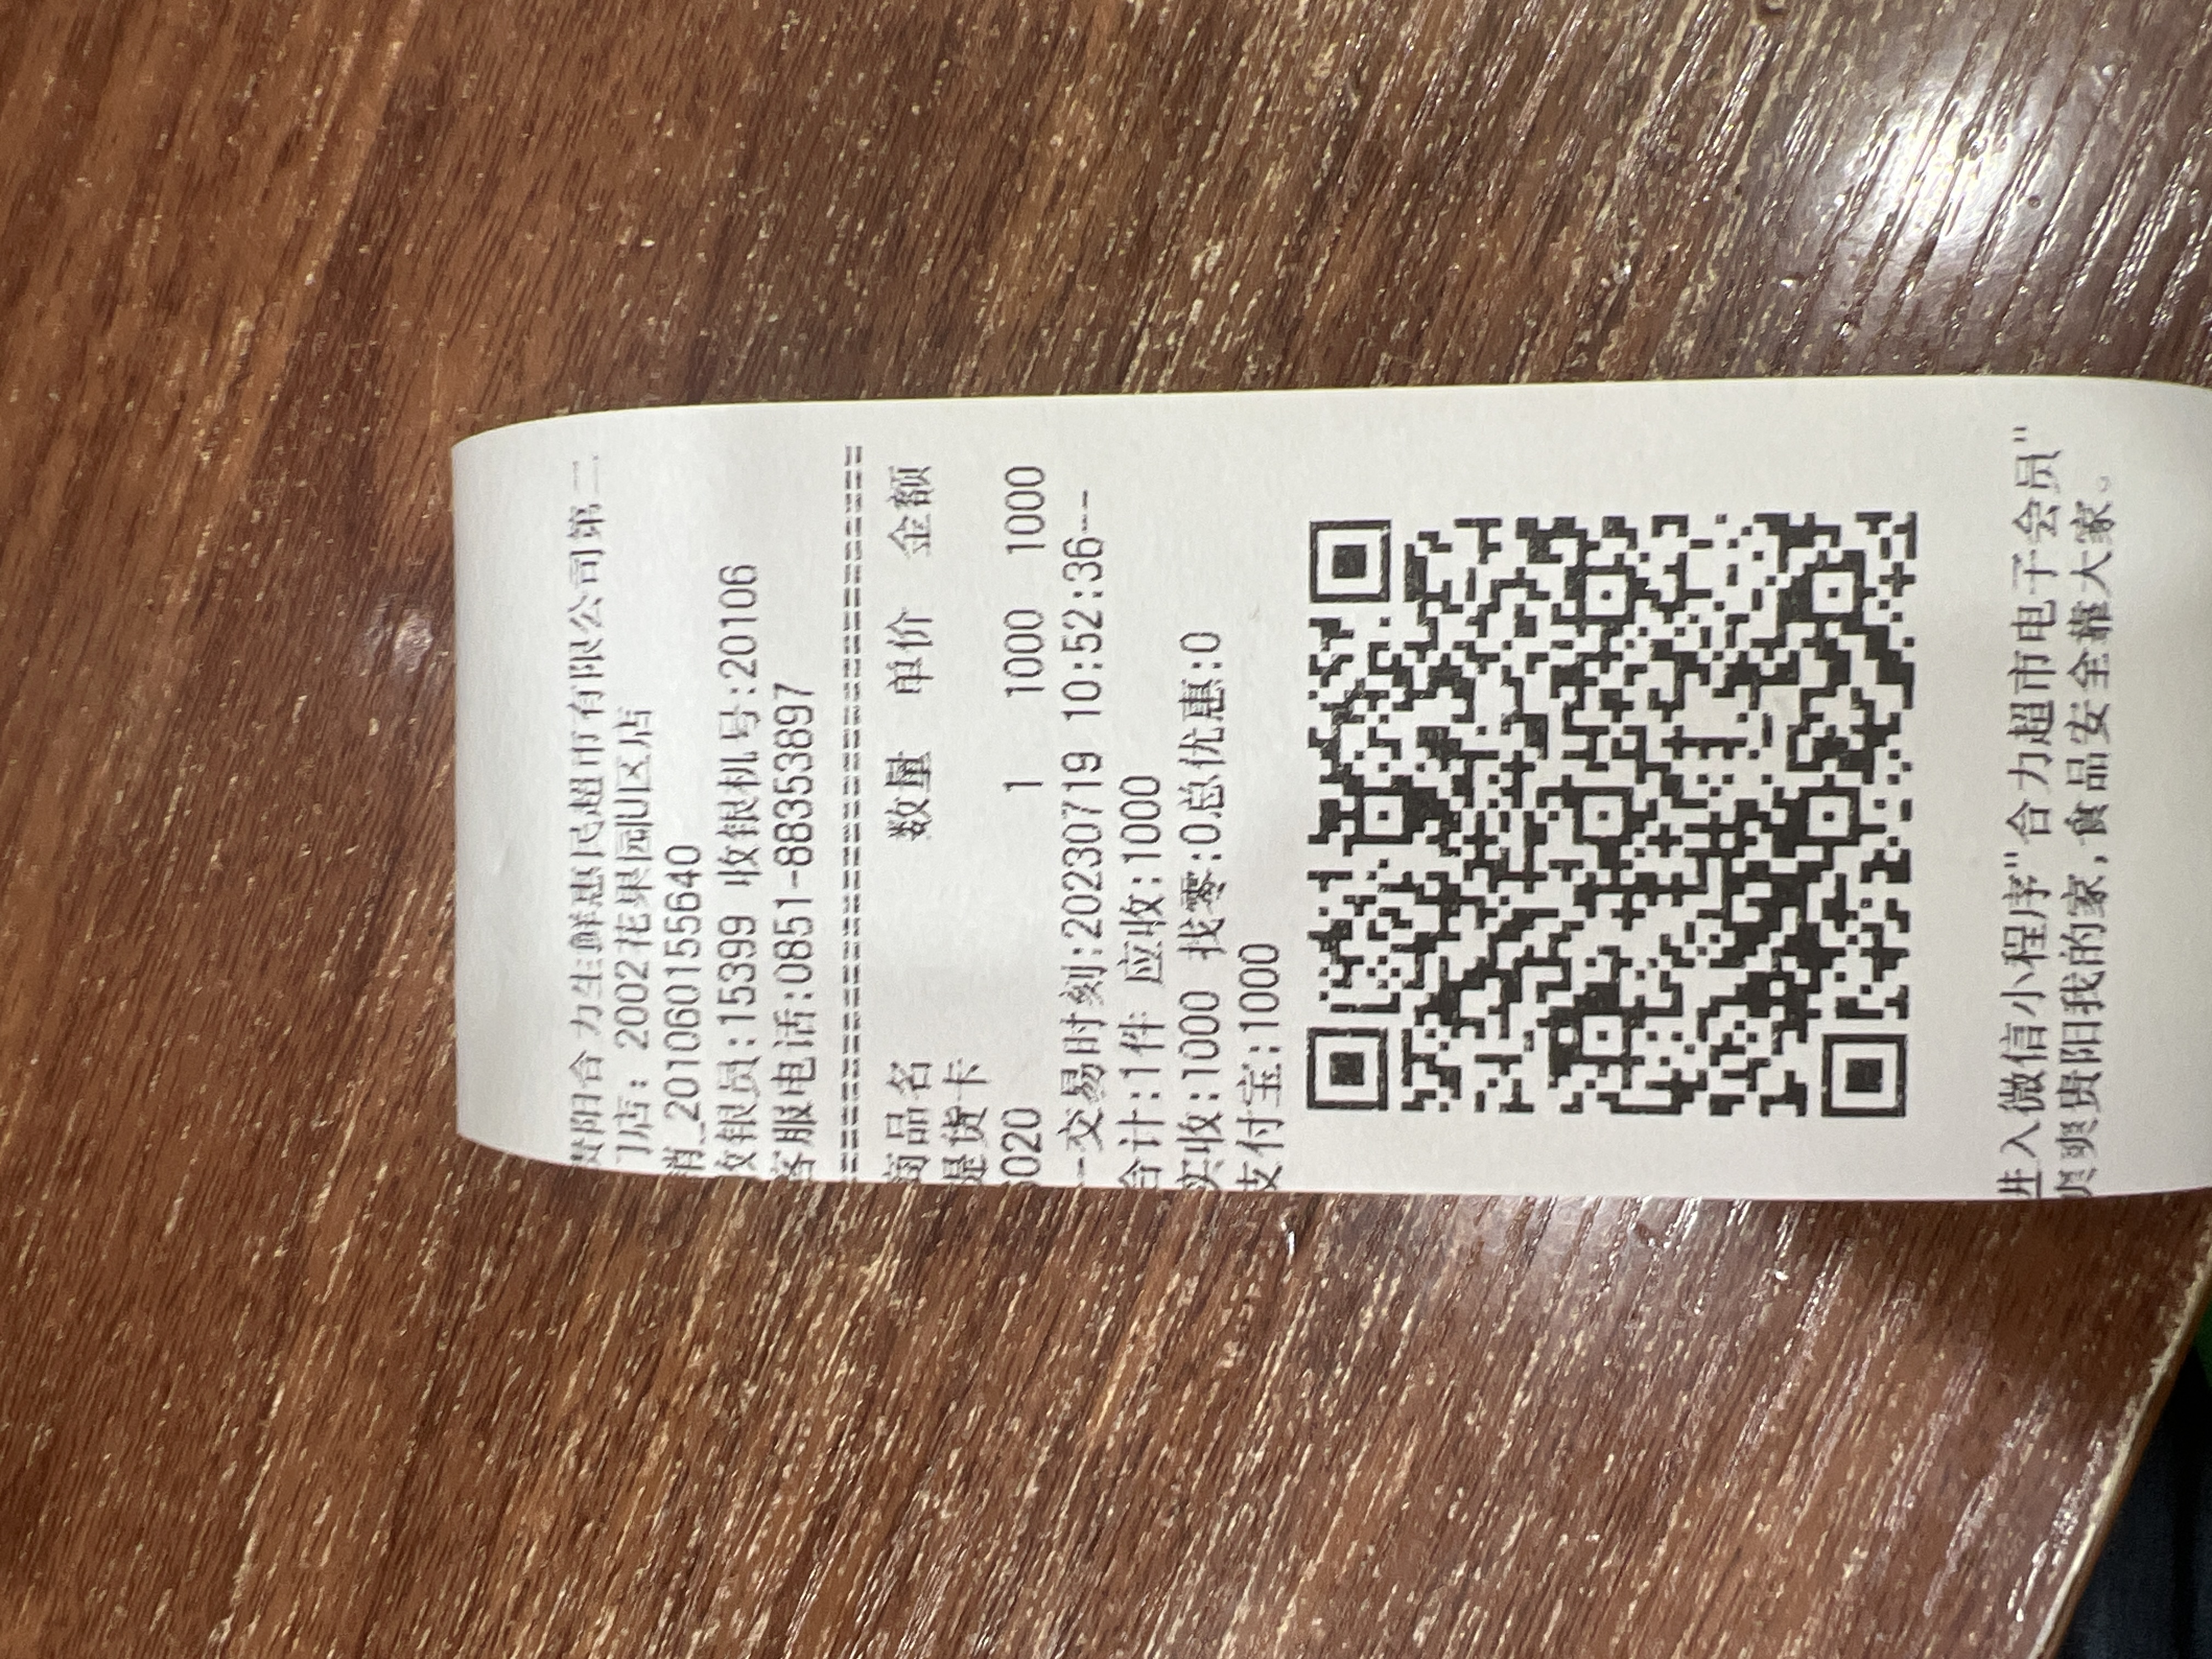 贵阳合力生鲜惠民超市有限公司第二
门店: 2002花果园U区店
销_201060155640
收银员:15399 收银机号:20106
客服电话:0851-88353897
==============================
商品名 数量 单价 金额
提货卡
6020 1 1000 1000
--交易时刻:20230719 10:52:36--
合计:1件 应收:1000
实收:1000 找零:0总优惠:0
支付宝:1000
进入微信小程序"合力超市电子会员"
爽爽贵阳我的家,食品安全靠大家。